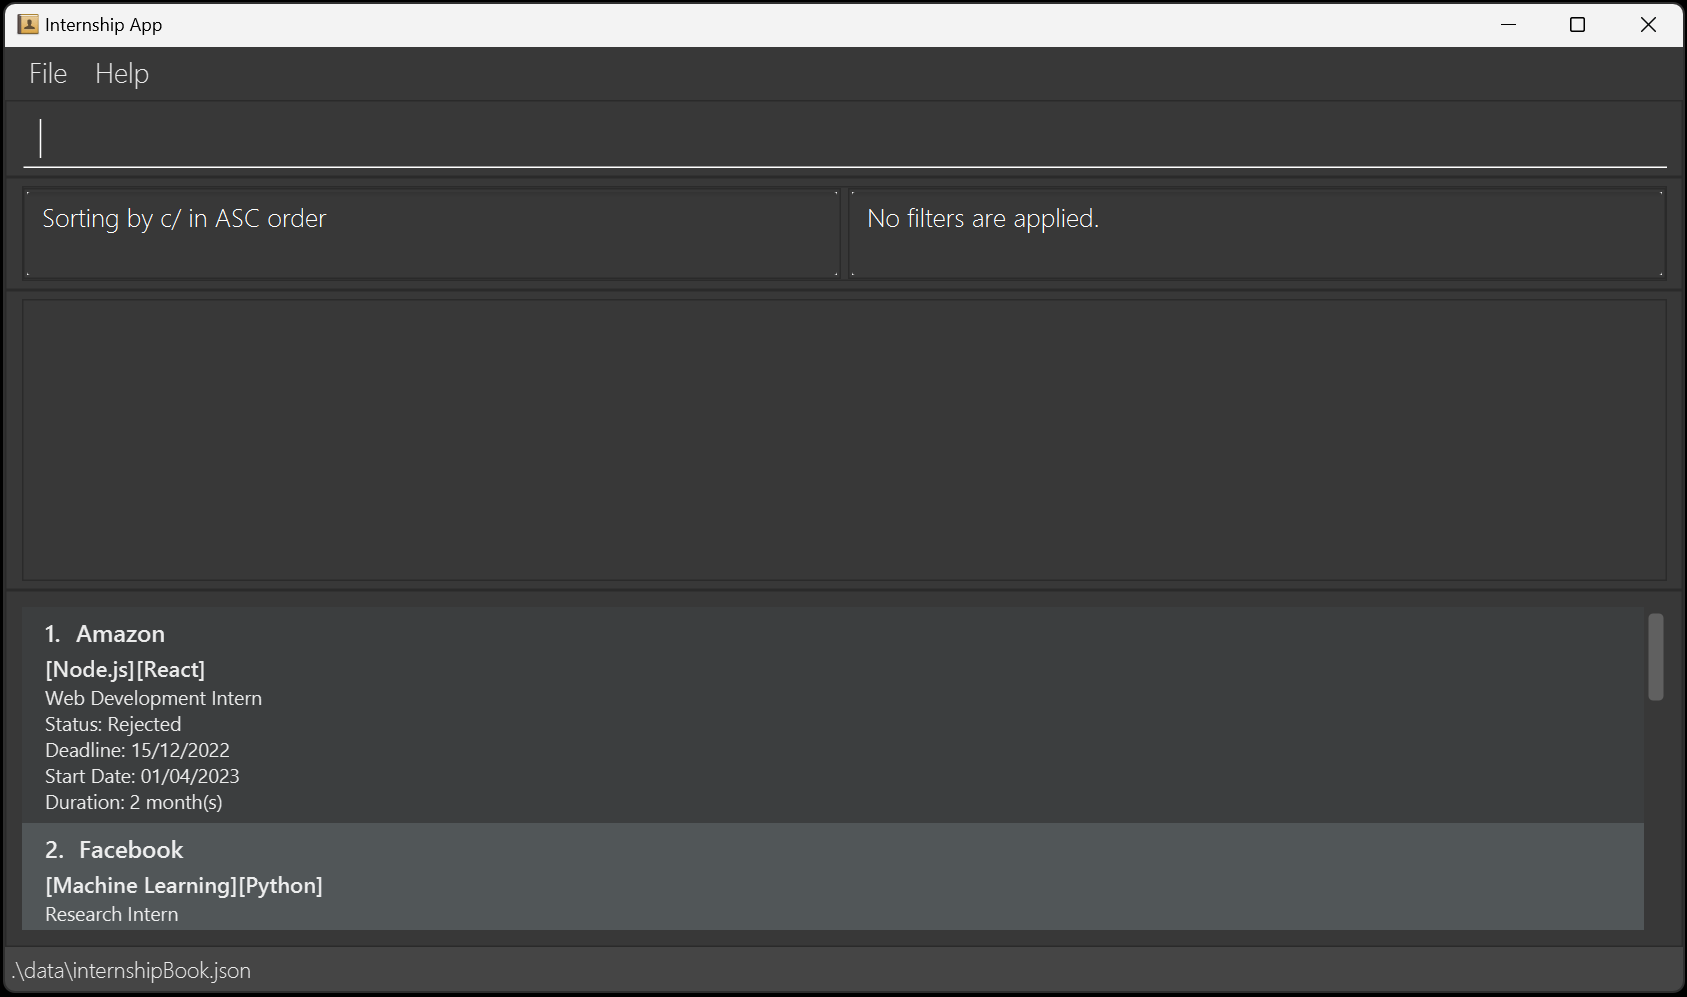 Internship App
File Help
Sorting by c/ in ASC order
No filters are applied.
1. Amazon
[Node.js][React]
Web Development Intern
Status: Rejected
Deadline: 15/12/2022
Start Date: 01/04/2023
Duration: 2 month(s)
2. Facebook
[Machine Learning][Python]
Research Intern
.\data\internshipBook.json